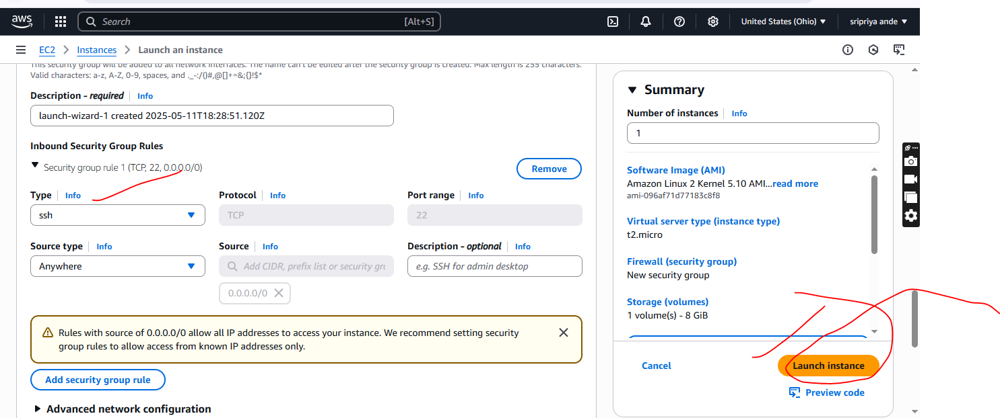 aws
Search [Alt+S]
United States (Ohio)
sripriya ande
EC2 Instances Launch an instance
This security group will be added to all network interfaces. The name can't be edited after the security group is created. Max length is 255 characters.
Valid characters: a-z, A-Z, 0-9, spaces, and ._-:/()#,@[]+=&;{}!$*
Description - required Info
launch-wizard-1 created 2025-05-11T18:28:51.120Z
Inbound Security Group Rules
Security group rule 1 (TCP, 22, 0.0.0.0/0)
Remove
Type Info
Protocol Info
Port range Info
ssh
TCP
22
Source type Info
Source Info
Description - optional Info
Anywhere
Add CIDR, prefix list or security gr
e.g. SSH for admin desktop
0.0.0.0/0
Rules with source of 0.0.0.0/0 allow all IP addresses to access your instance. We recommend setting security
group rules to allow access from known IP addresses only.
Add security group rule
Advanced network configuration
Summary
Number of instances Info
1
Software Image (AMI)
Amazon Linux 2 Kernel 5.10 AMI...read more
ami-096af71d77183c8f8
Virtual server type (instance type)
t2.micro
Firewall (security group)
New security group
Storage (volumes)
1 volume(s) - 8 GiB
Cancel
Launch instance
Preview code